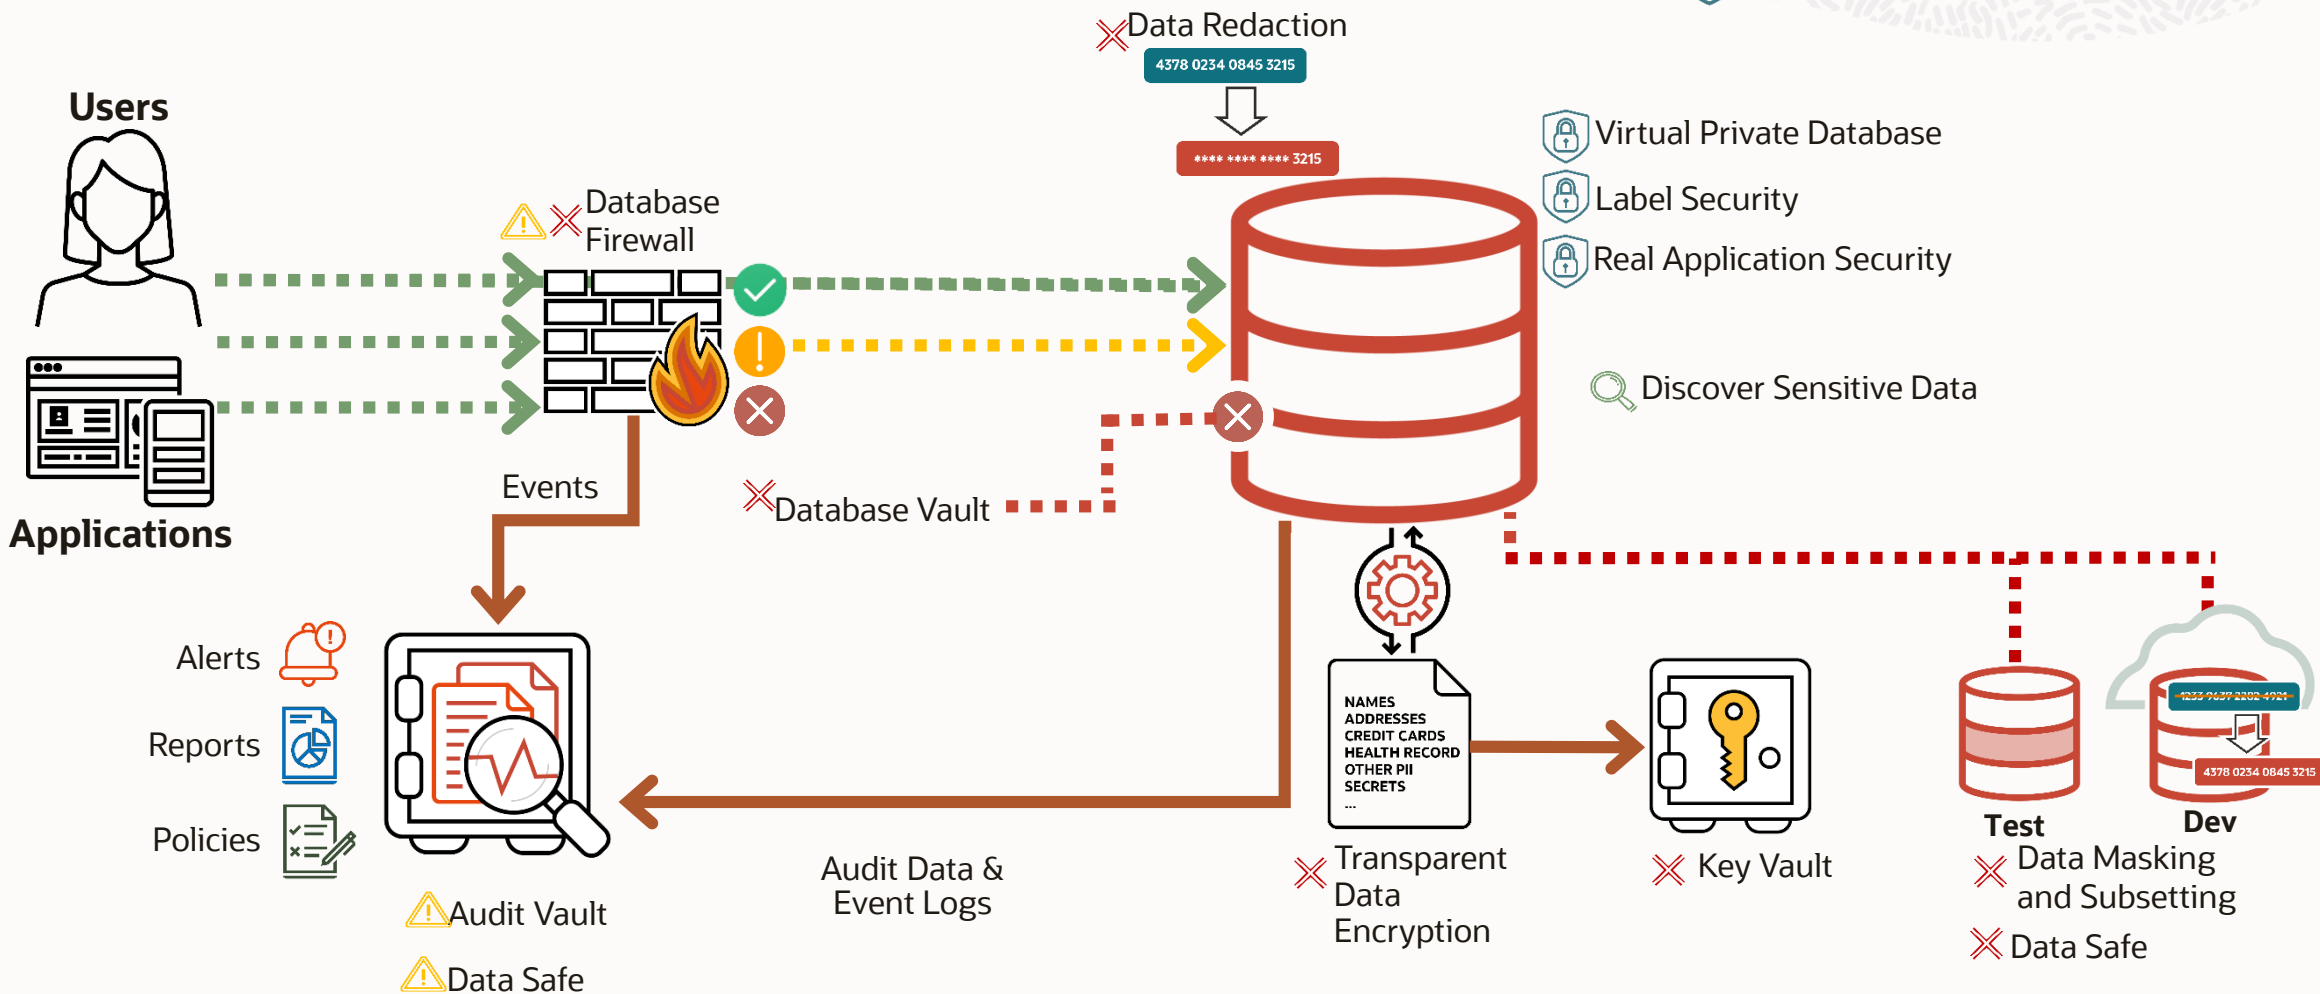 Data Redaction
4378 0234 0845 3215
**** **** **** 3215
Users
Database
Firewall
Virtual Private Database
Label Security
Real Application Security
Discover Sensitive Data
Applications
Events
Database Vault
Alerts
Reports
Policies
Audit Vault
Data Safe
Audit Data &
Event Logs
NAMES
ADDRESSES
CREDIT CARDS
HEALTH RECORD
OTHER PII
SECRETS
...
Transparent
Data
Encryption
Key Vault
4378 0234 0845 3215
Test
Dev
Data Masking
and Subsetting
Data Safe